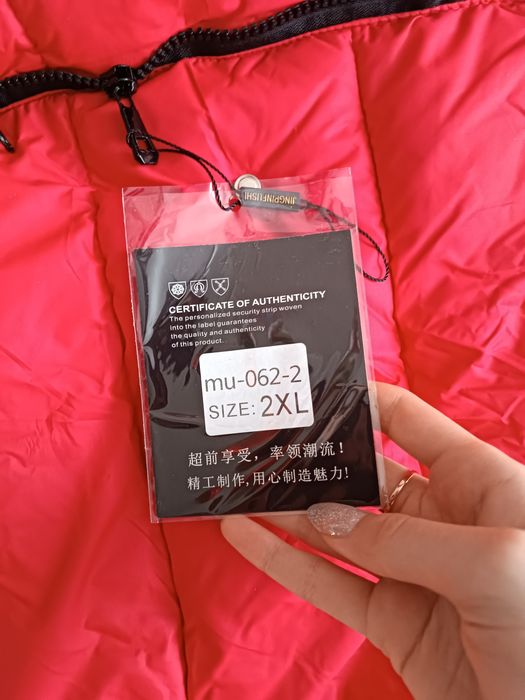 JINGPINFUSHI
CERTIFICATE OF AUTHENTICITY
The personalized security strip woven
into the label guarantees
the quality and authenticity
of this product.
mu-062-2
SIZE: 2XL
超前享受，率领潮流！
精工制作,用心制造魅力!